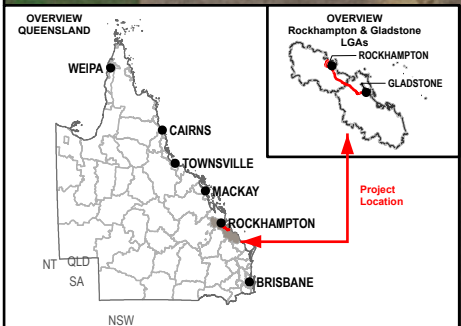 OVERVIEW
QUEENSLAND
WEIPA
CAIRNS
TOWNSVILLE
MACKAY
ROCKHAMPTON
BRISBANE
NT
QLD
SA
NSW
OVERVIEW
Rockhampton & Gladstone
LGAs
ROCKHAMPTON
GLADSTONE
Project
Location